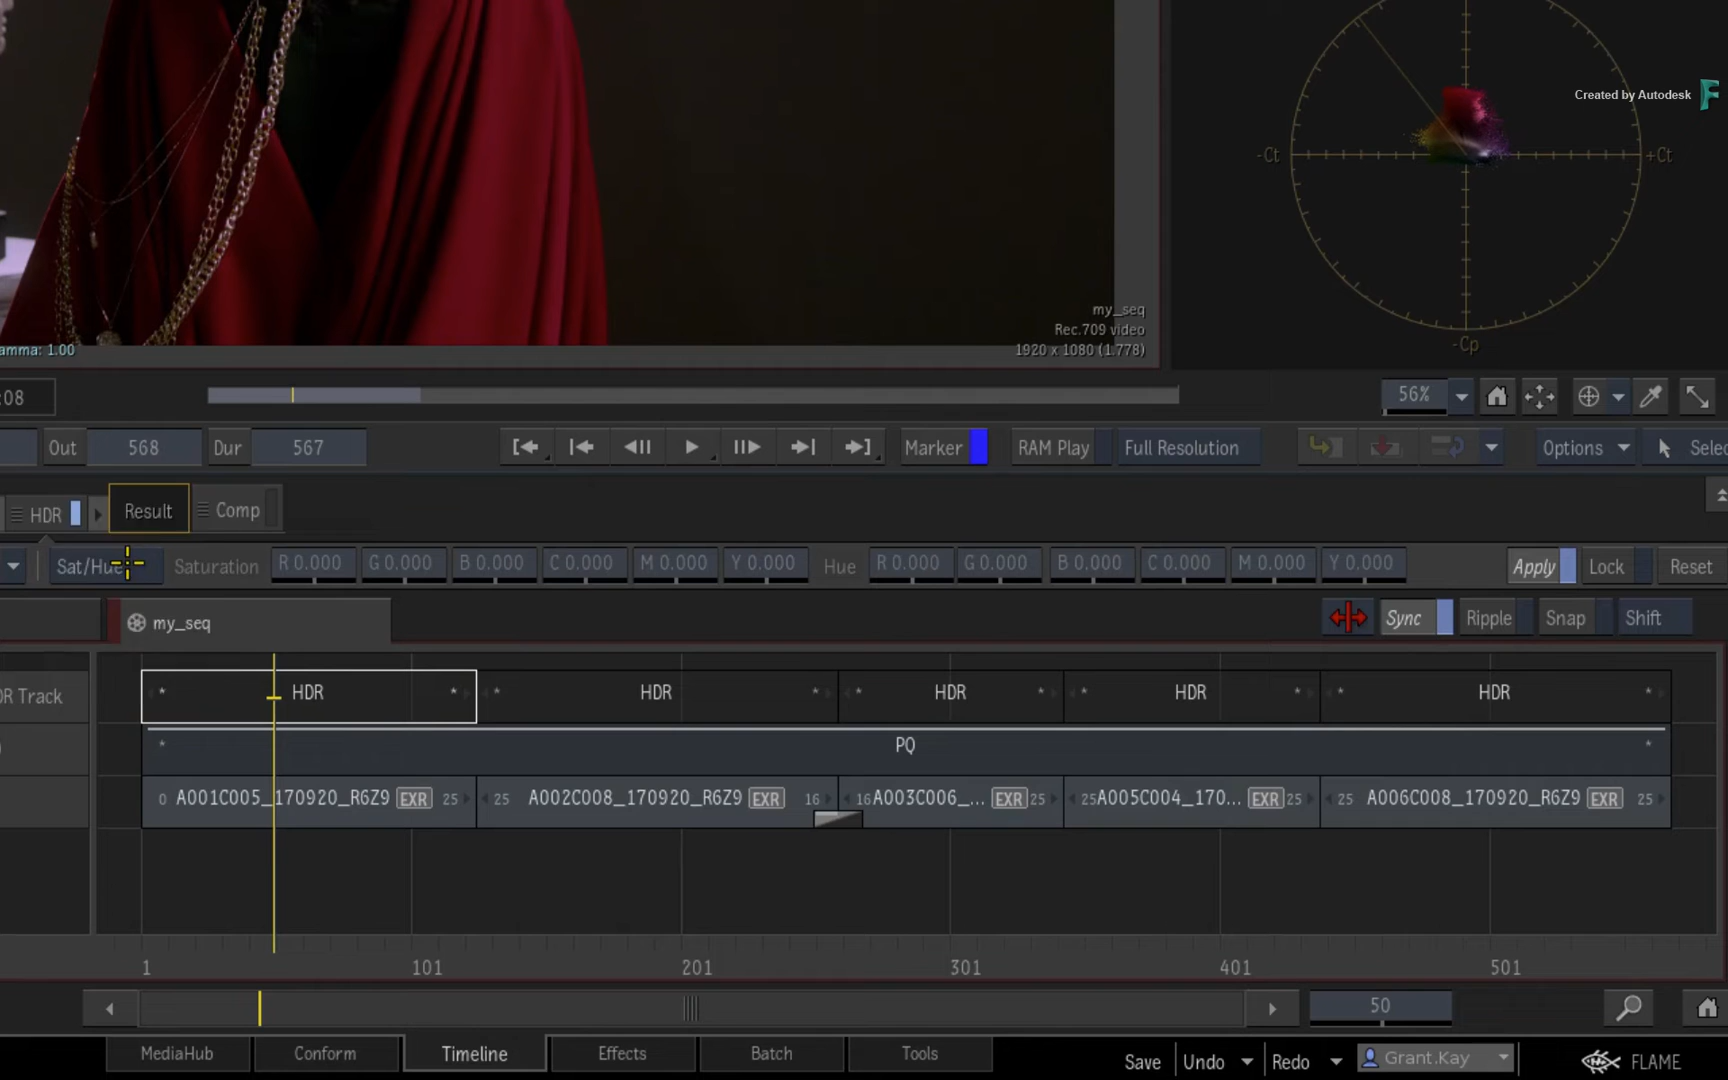 Created by Autodesk
-Ct
+Ct
-Cp
my_seq
Rec.709 video
1920 x 1080 (1.778)
amma: 1.00
:08
56%
Out 568 Dur 567
Marker RAM Play Full Resolution Options Selec
HDR Result Comp
Sat/Hue Saturation R 0.000 G 0.000 B 0.000 C 0.000 M 0.000 Y 0.000 Hue R 0.000 G 0.000 B 0.000 C 0.000 M 0.000 Y 0.000 Apply Lock Reset
my_seq Sync Ripple Snap Shift
R Track * HDR * * HDR * * HDR * * HDR * * HDR *
* PQ *
0 A001C005_170920_R6Z9 EXR 25 25 A002C008_170920_R6Z9 EXR 16 16 A003C006_... EXR 25 25 A005C004_170... EXR 25 25 A006C008_170920_R6Z9 EXR 25
1 101 201 301 401 501
50
MediaHub Conform Timeline Effects Batch Tools
Save Undo Redo Grant.Kay FLAME